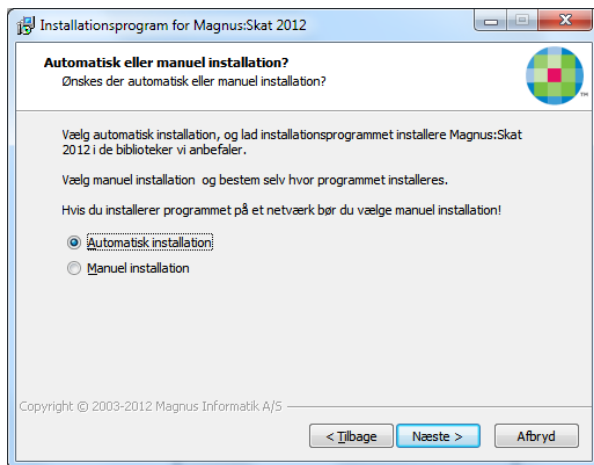 Installationsprogram for Magnus:Skat 2012
Automatisk eller manuel installation?
Ønskes der automatisk eller manuel installation?
Vælg automatisk installation, og lad installationsprogrammet installere Magnus:Skat
2012 i de biblioteker vi anbefaler.
Vælg manuel installation og bestem selv hvor programmet installeres.
Hvis du installerer programmet på et netværk bør du vælge manuel installation!
Automatisk installation
Manuel installation
Copyright © 2003-2012 Magnus Informatik A/S
< Tilbage
Næste >
Afbryd